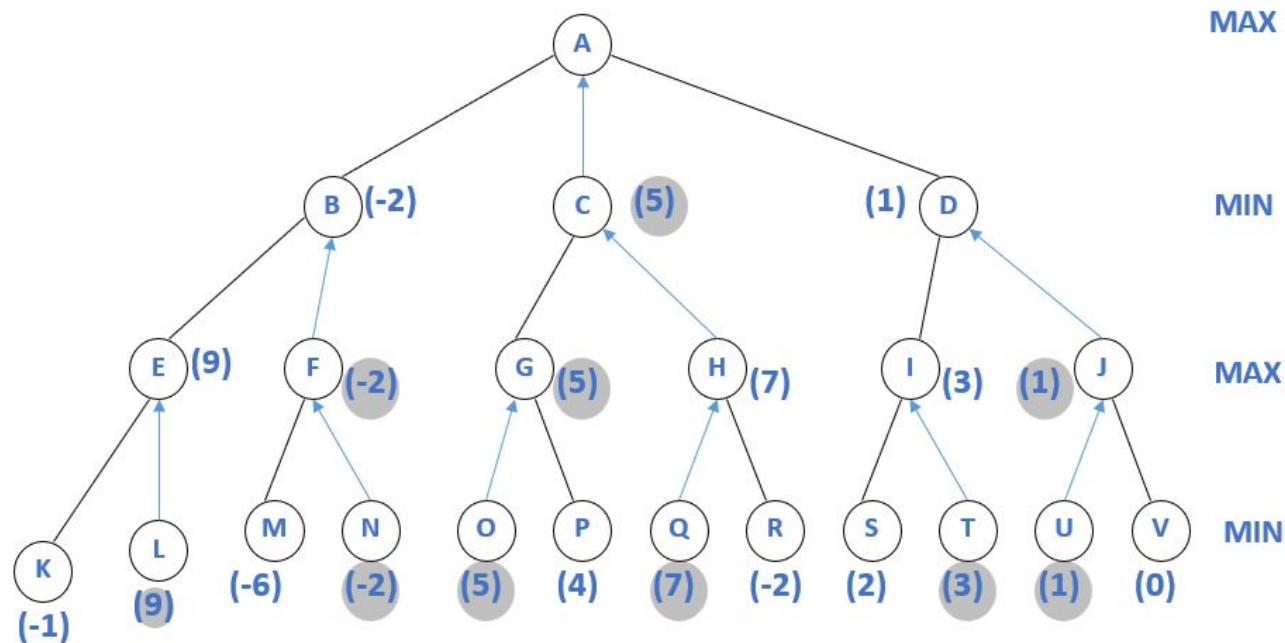 A MAX
B (-2) C (5) (1) D MIN
E (9) F (-2) G (5) H (7) I (3) (1) J MAX
K L M N O P Q R S T U V MIN
(-1) (9) (-6) (-2) (5) (4) (7) (-2) (2) (3) (1) (0)